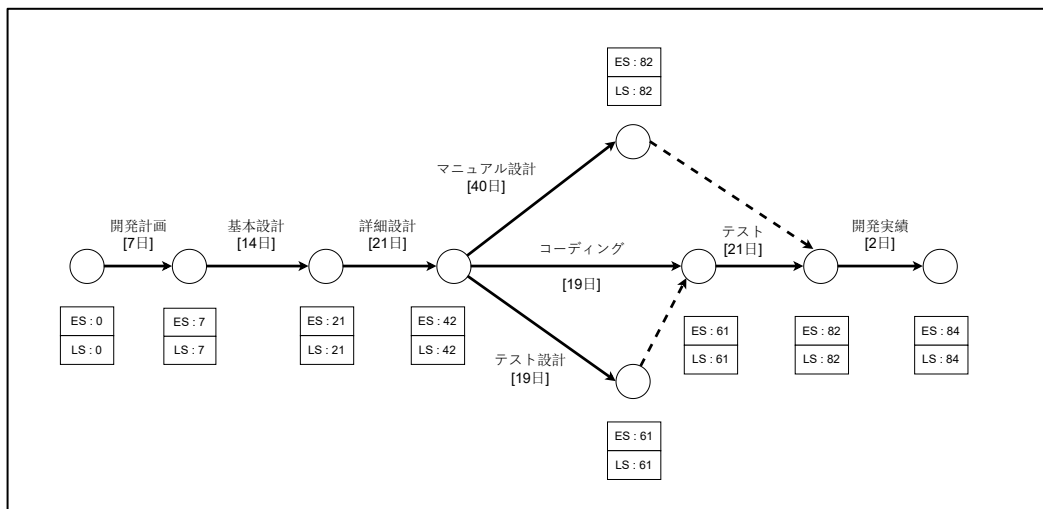 ES : 82
LS : 82
マニュアル設計
[40日]
開発計画
[7日]
基本設計
[14日]
詳細設計
[21日]
コーディング
[19日]
テスト
[21日]
開発実績
[2日]
ES : 0
LS : 0
ES : 7
LS : 7
ES : 21
LS : 21
ES : 42
LS : 42
テスト設計
[19日]
ES : 61
LS : 61
ES : 82
LS : 82
ES : 84
LS : 84
ES : 61
LS : 61